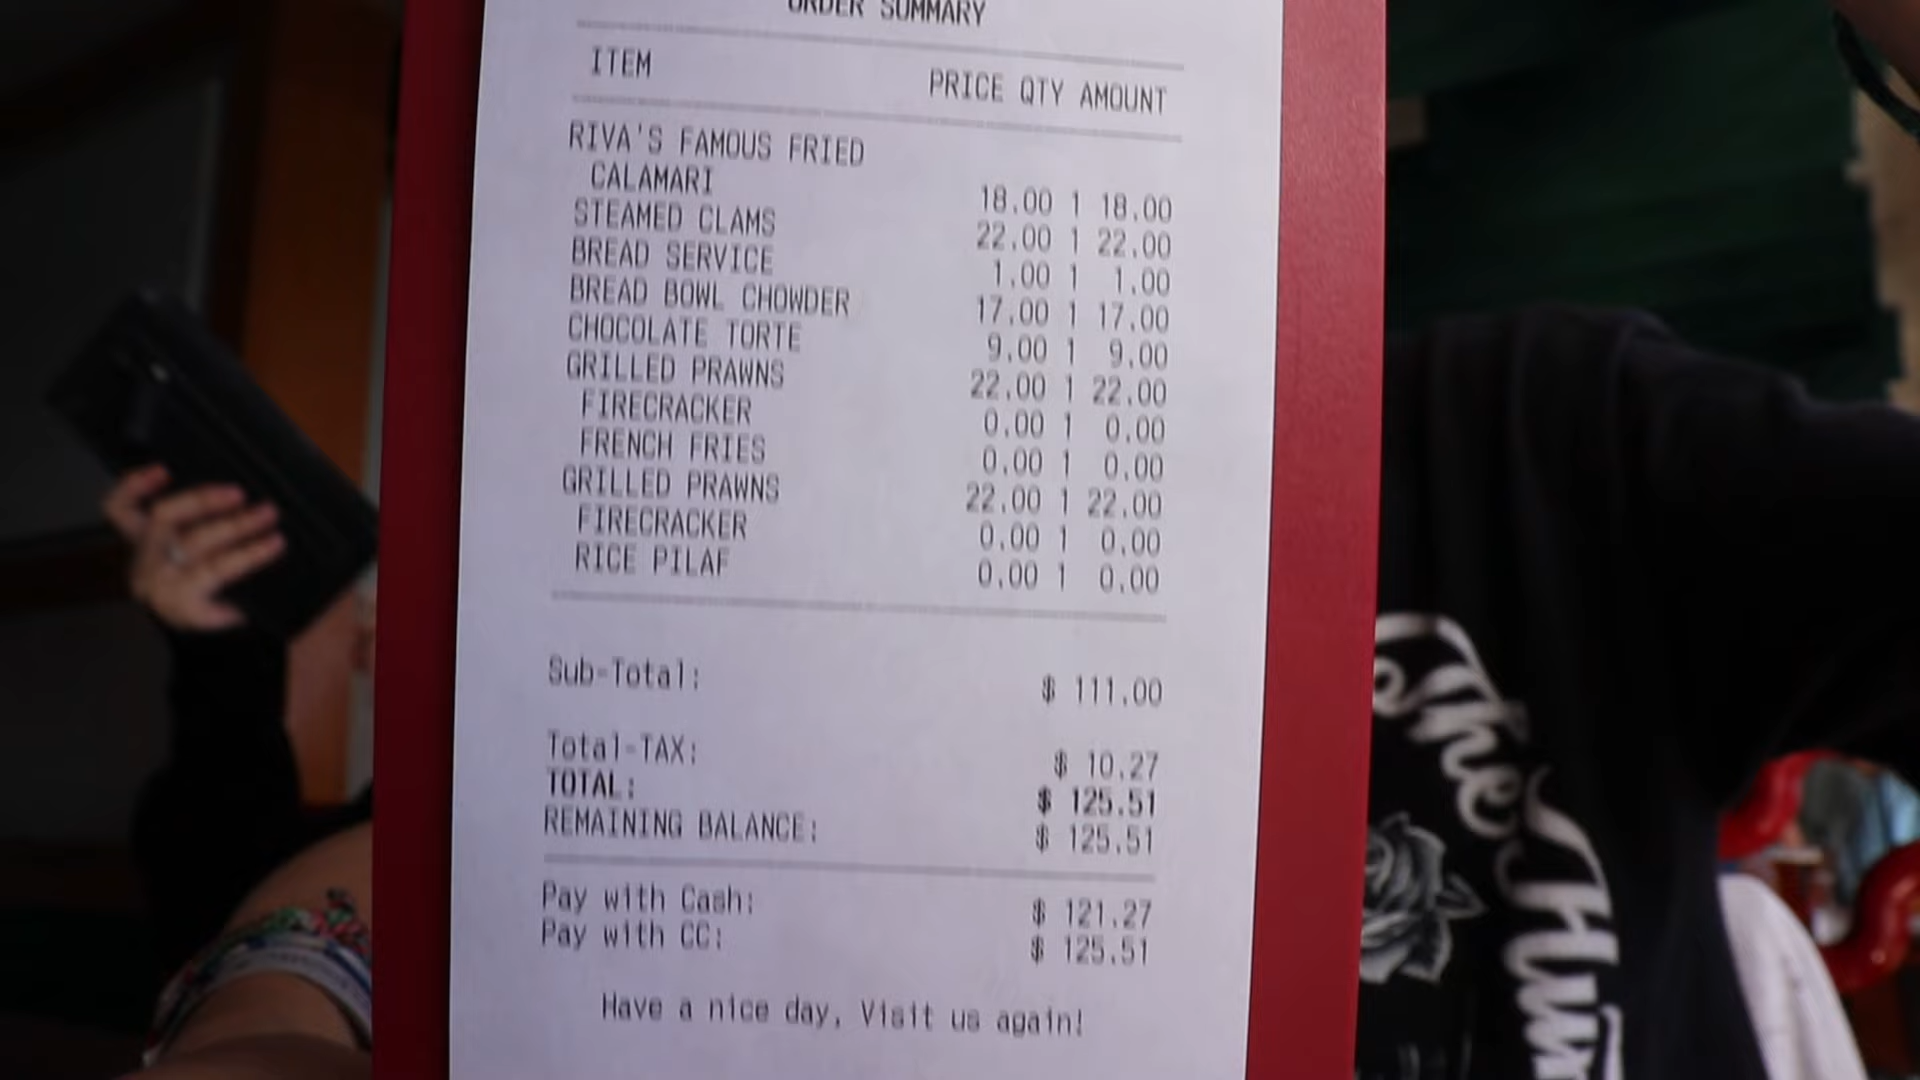 ORDER SUMMARY
ITEM PRICE QTY AMOUNT
RIVA'S FAMOUS FRIED
CALAMARI 18.00 1 18.00
STEAMED CLAMS 22.00 1 22.00
BREAD SERVICE 1.00 1 1.00
BREAD BOWL CHOWDER 17.00 1 17.00
CHOCOLATE TORTE 9.00 1 9.00
GRILLED PRAWNS 22.00 1 22.00
FIRECRACKER 0.00 1 0.00
FRENCH FRIES 0.00 1 0.00
GRILLED PRAWNS 22.00 1 22.00
FIRECRACKER 0.00 1 0.00
RICE PILAF 0.00 1 0.00
Sub-Total: $ 111.00
Total-TAX: $ 10.27
TOTAL: $ 125.51
REMAINING BALANCE: $ 125.51
Pay with Cash: $ 121.27
Pay with CC: $ 125.51
Have a nice day, Visit us again!
The